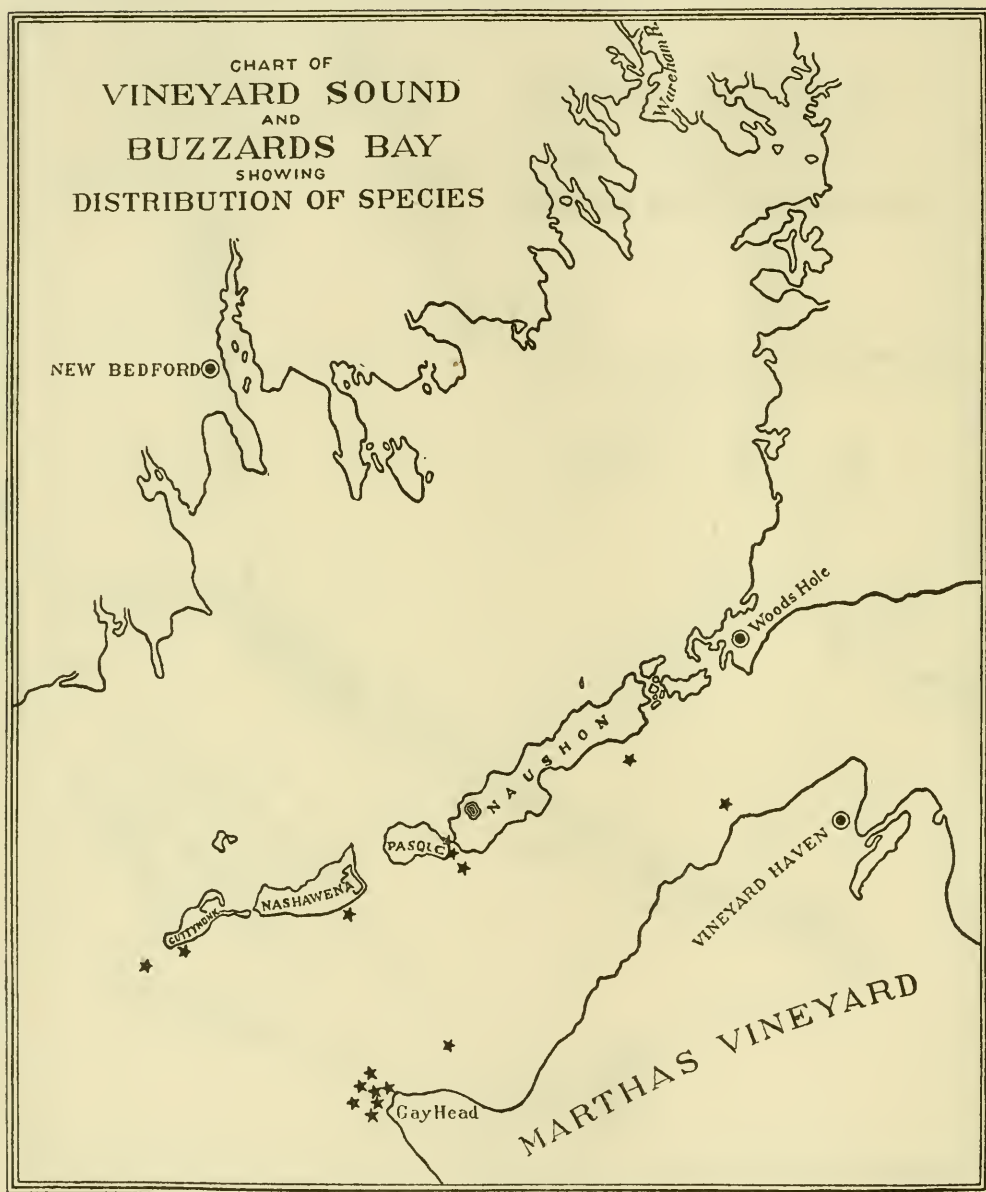 CHART OF
VINEYARD SOUND
AND
BUZZARDS BAY
SHOWING
DISTRIBUTION OF SPECIES
Wareham R.
NEW BEDFORD
Woods Hole
NAUSHON
PASQUE
NASHAWENA
CUTTYHUNK
VINEYARD HAVEN
MARTHAS VINEYARD
Gay Head